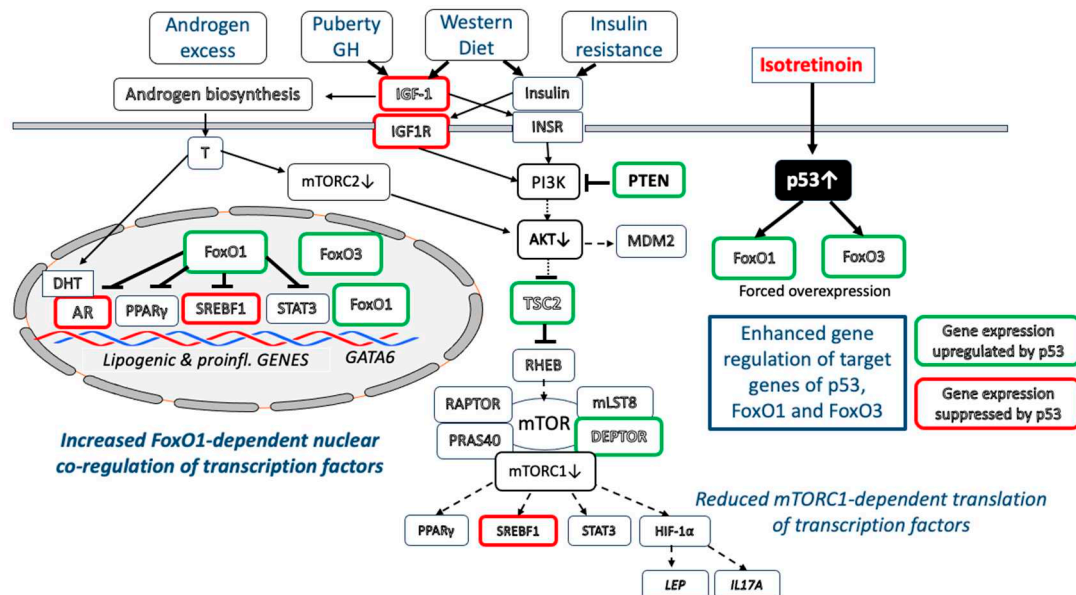 Androgen
excess
Puberty
GH
Western
Diet
Insulin
resistance
Isotretinoin
Androgen biosynthesis
IGF-1
Insulin
IGF1R
INSR
T
mTORC2↓
PI3K
PTEN
p53↑
AKT↓
MDM2
FoxO1
FoxO3
FoxO1
FoxO3
Forced overexpression
DHT
AR
PPARγ
SREBF1
STAT3
FoxO1
TSC2
Lipogenic & proinfl. GENES
GATA6
Enhanced gene
regulation of target
genes of p53,
FoxO1 and FoxO3
Gene expression
upregulated by p53
Gene expression
suppressed by p53
RHEB
RAPTOR
mLST8
mTOR
PRAS40
DEPTOR
mTORC1↓
Increased FoxO1-dependent nuclear
co-regulation of transcription factors
Reduced mTORC1-dependent translation
of transcription factors
PPARγ
SREBF1
STAT3
HIF-1α
LEP
IL17A